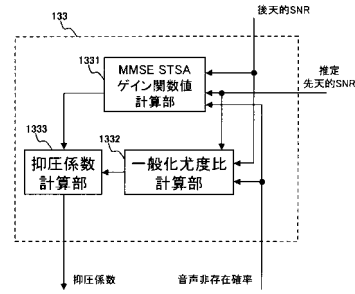 133
後天的SNR
1331
MMSE STSA
ゲイン関数値
計算部
推定
先天的SNR
1333
抑圧係数
計算部
1332
一般化尤度比
計算部
抑圧係数
音声非存在確率